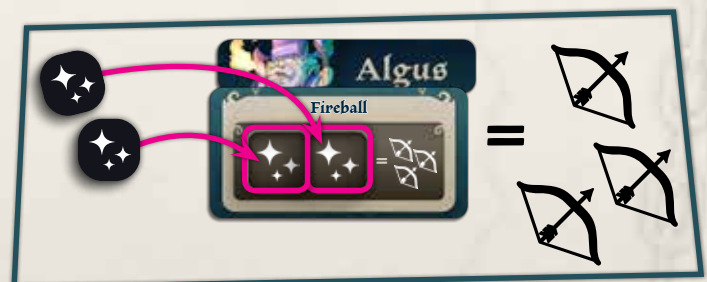 Algus
Fireball
=
=